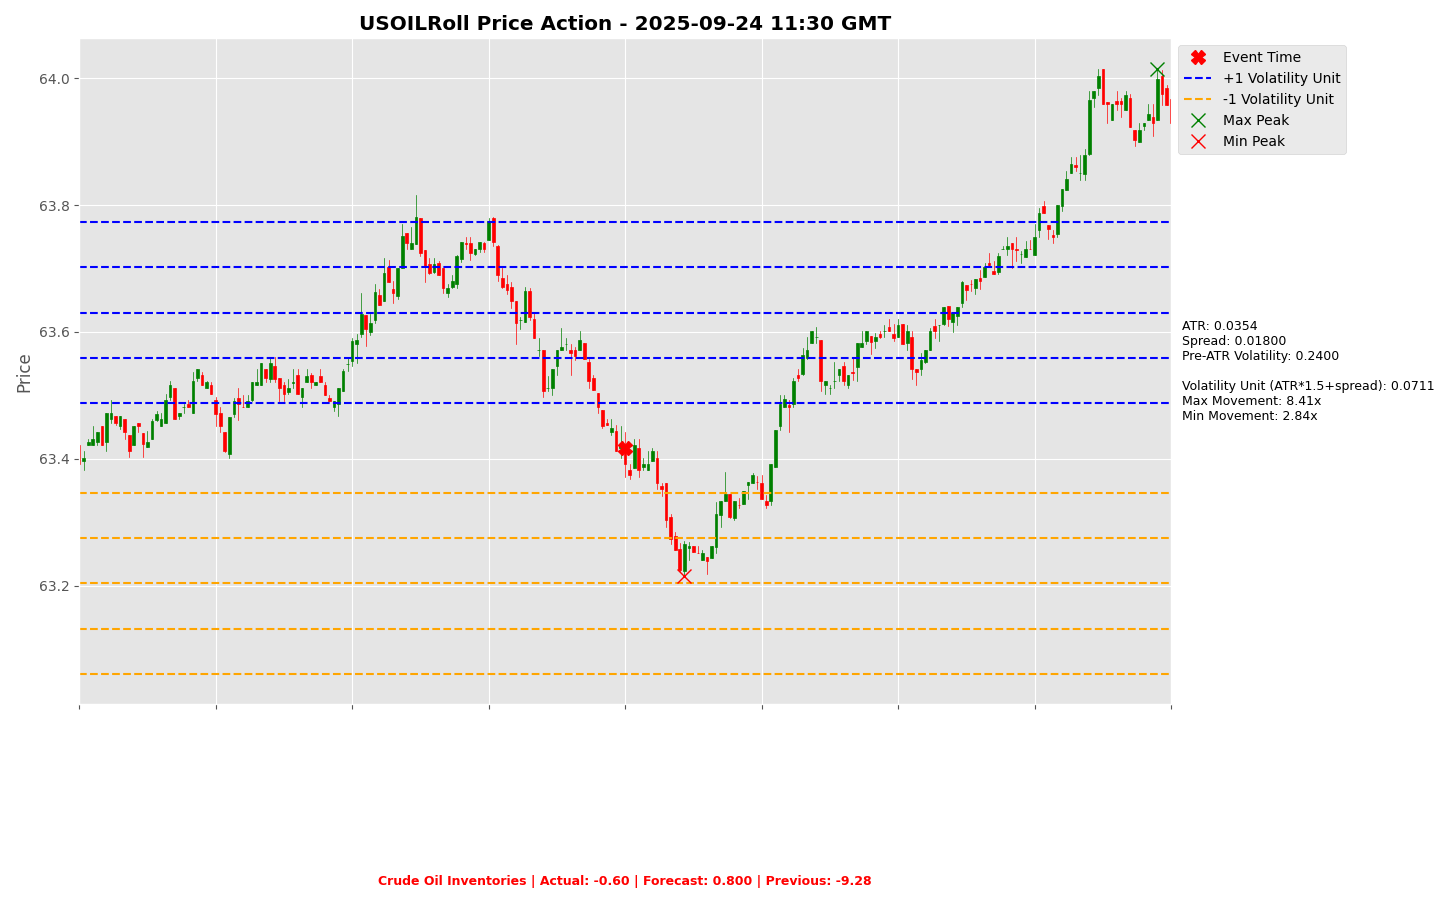 USOILRoll Price Action - 2025-09-24 11:30 GMT
Event Time
+1 Volatility Unit
-1 Volatility Unit
Max Peak
Min Peak
Price
64.0
63.8
63.6
63.4
63.2
ATR: 0.0354
Spread: 0.01800
Pre-ATR Volatility: 0.2400
Volatility Unit (ATR*1.5+spread): 0.0711
Max Movement: 8.41x
Min Movement: 2.84x
Crude Oil Inventories | Actual: -0.60 | Forecast: 0.800 | Previous: -9.28